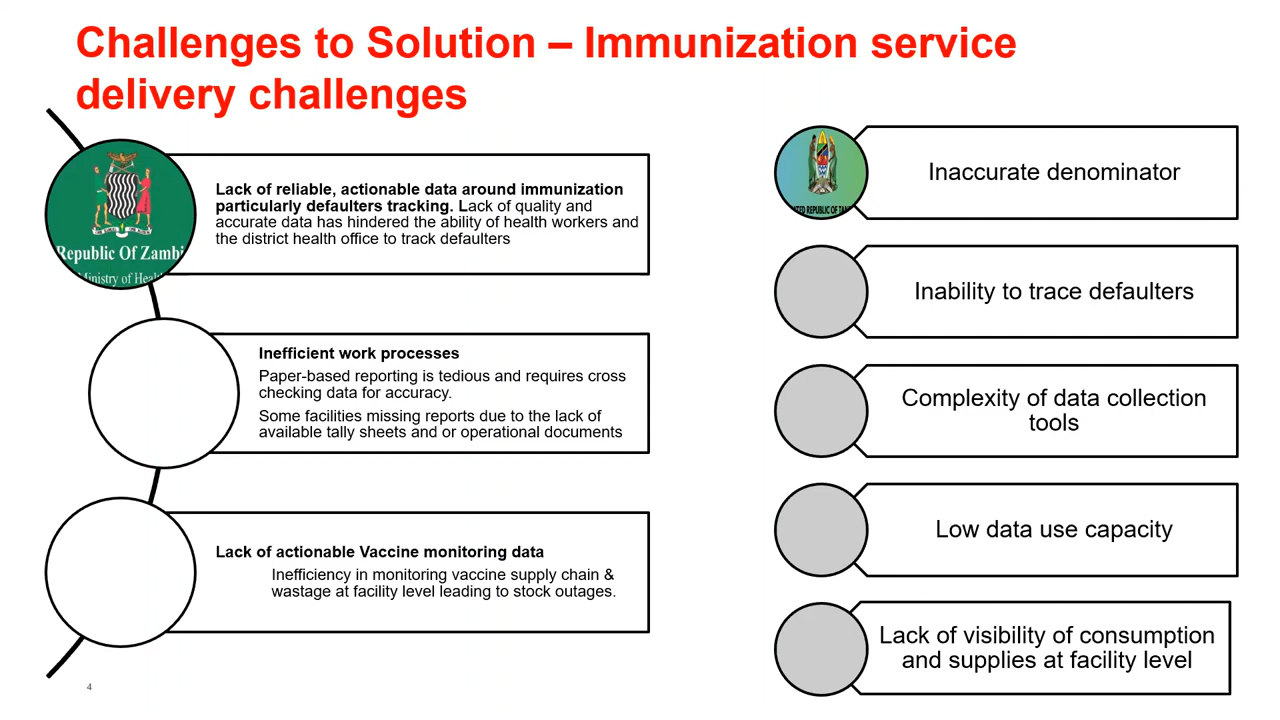 Challenges to Solution – Immunization service
delivery challenges
Republic Of Zambi
Ministry of Heal
Lack of reliable, actionable data around immunization
particularly defaulters tracking. Lack of quality and
accurate data has hindered the ability of health workers and
the district health office to track defaulters
Inefficient work processes
Paper-based reporting is tedious and requires cross
checking data for accuracy.
Some facilities missing reports due to the lack of
available tally sheets and or operational documents
Lack of actionable Vaccine monitoring data
Inefficiency in monitoring vaccine supply chain &
wastage at facility level leading to stock outages.
4
Inaccurate denominator
Inability to trace defaulters
Complexity of data collection
tools
Low data use capacity
Lack of visibility of consumption
and supplies at facility level